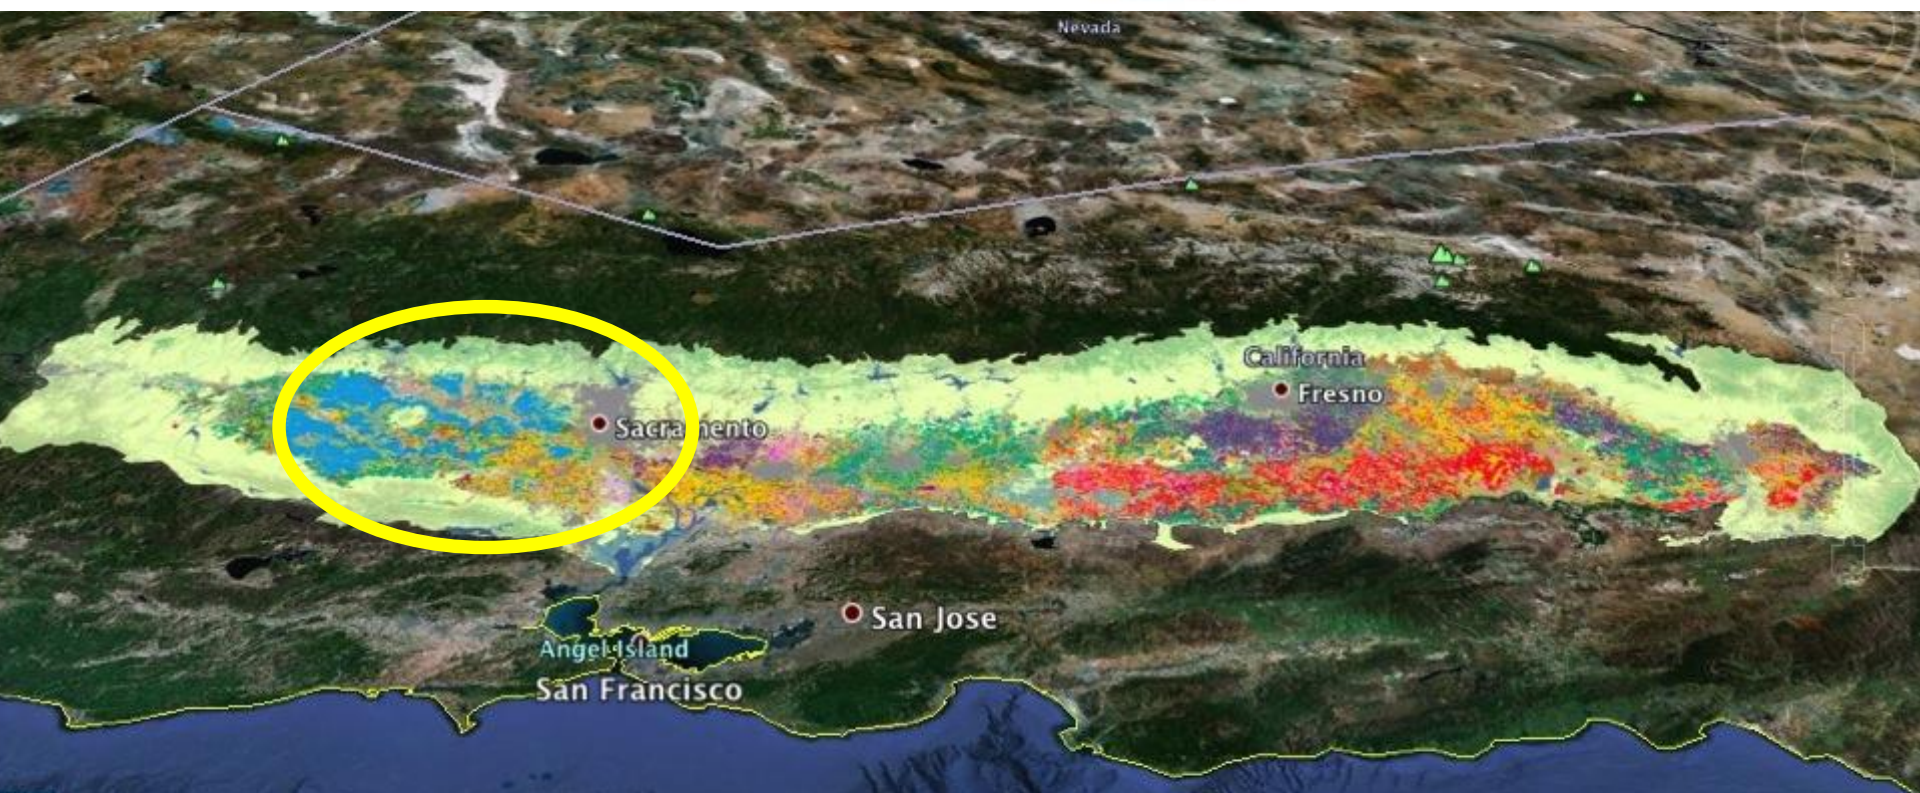 Nevada
California
Fresno
Sacramento
San Jose
Angel Island
San Francisco